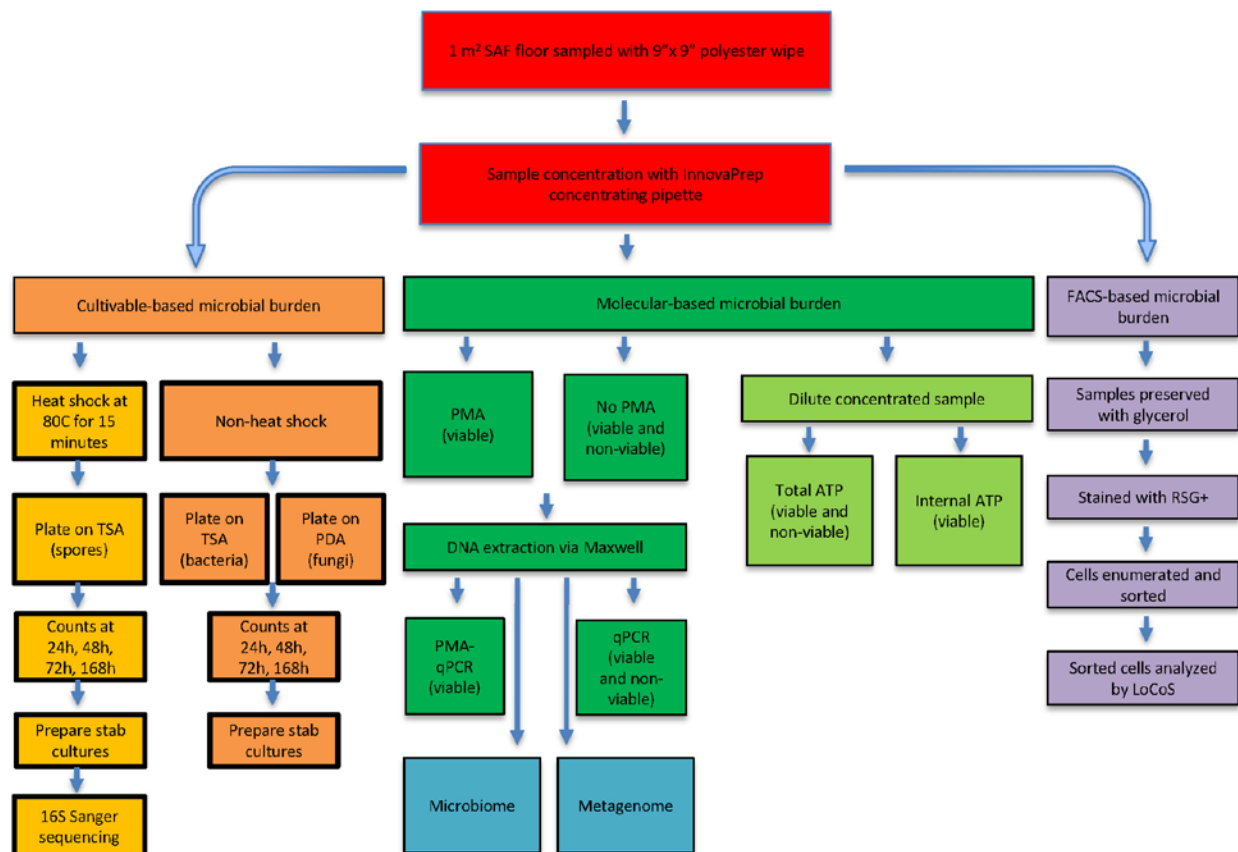 1 m² SAF floor sampled with 9”x 9” polyester wipe
Sample concentration with InnovaPrep
concentrating pipette
Cultivable-based microbial burden
Molecular-based microbial burden
FACS-based microbial
burden
Heat shock at
80C for 15
minutes
Non-heat shock
PMA
(viable)
No PMA
(viable and
non-viable)
Dilute concentrated sample
Samples preserved
with glycerol
Plate on TSA
(spores)
Plate on
TSA
(bacteria)
Plate on
PDA
(fungi)
DNA extraction via Maxwell
Total ATP
(viable and
non-viable)
Internal ATP
(viable)
Stained with RSG+
Cells enumerated and
sorted
Counts at
24h, 48h,
72h, 168h
Counts at
24h, 48h,
72h, 168h
PMA-
qPCR
(viable)
qPCR
(viable
and non-
viable)
Sorted cells analyzed
by LoCoS
Prepare stab
cultures
Prepare stab
cultures
Microbiome
Metagenome
16S Sanger
sequencing